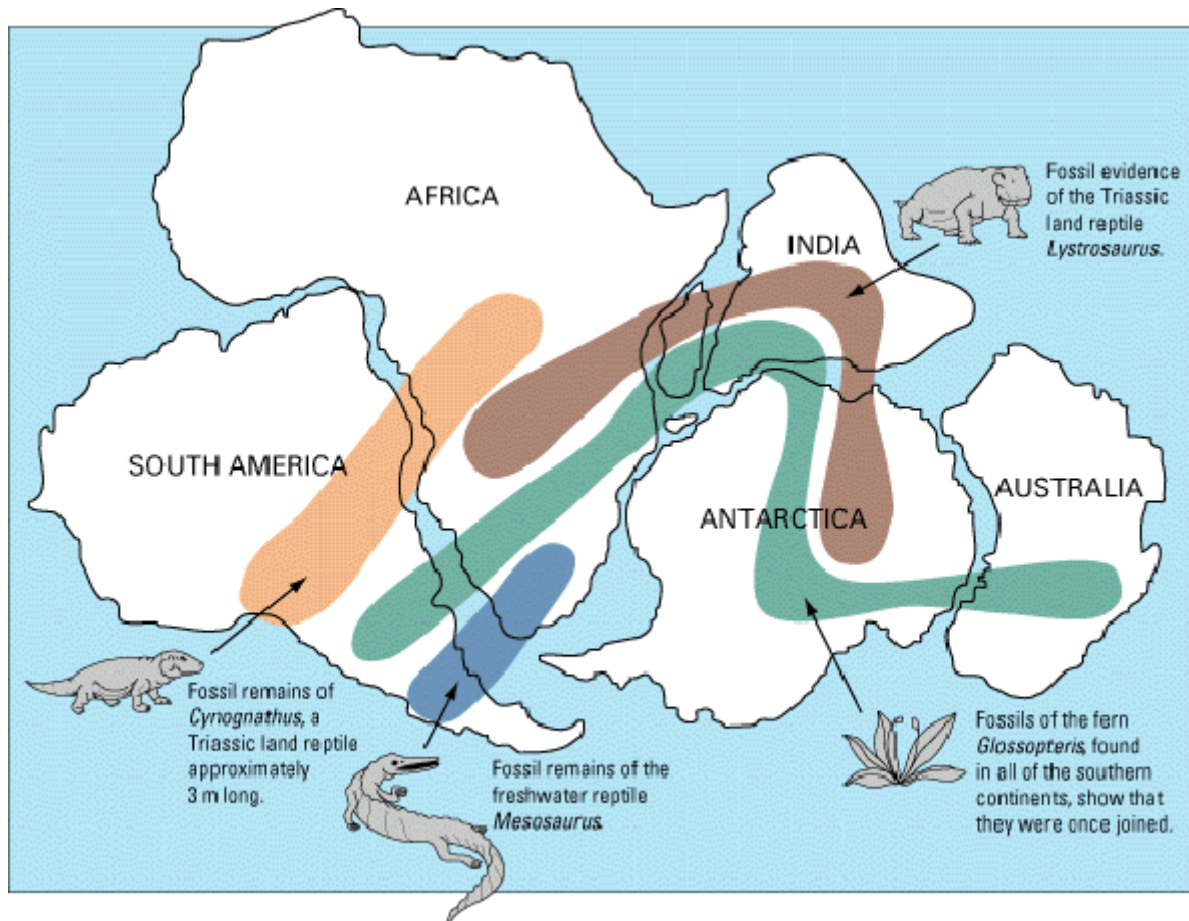 AFRICA
INDIA
Fossil evidence
of the Triassic
land reptile
Lystrosaurus.
SOUTH AMERICA
ANTARCTICA
AUSTRALIA
Fossil remains of
Cynognathus, a
Triassic land reptile
approximately
3 m long.
Fossil remains of the
freshwater reptile
Mesosaurus.
Fossils of the fern
Glossopteris, found
in all of the southern
continents, show that
they were once joined.